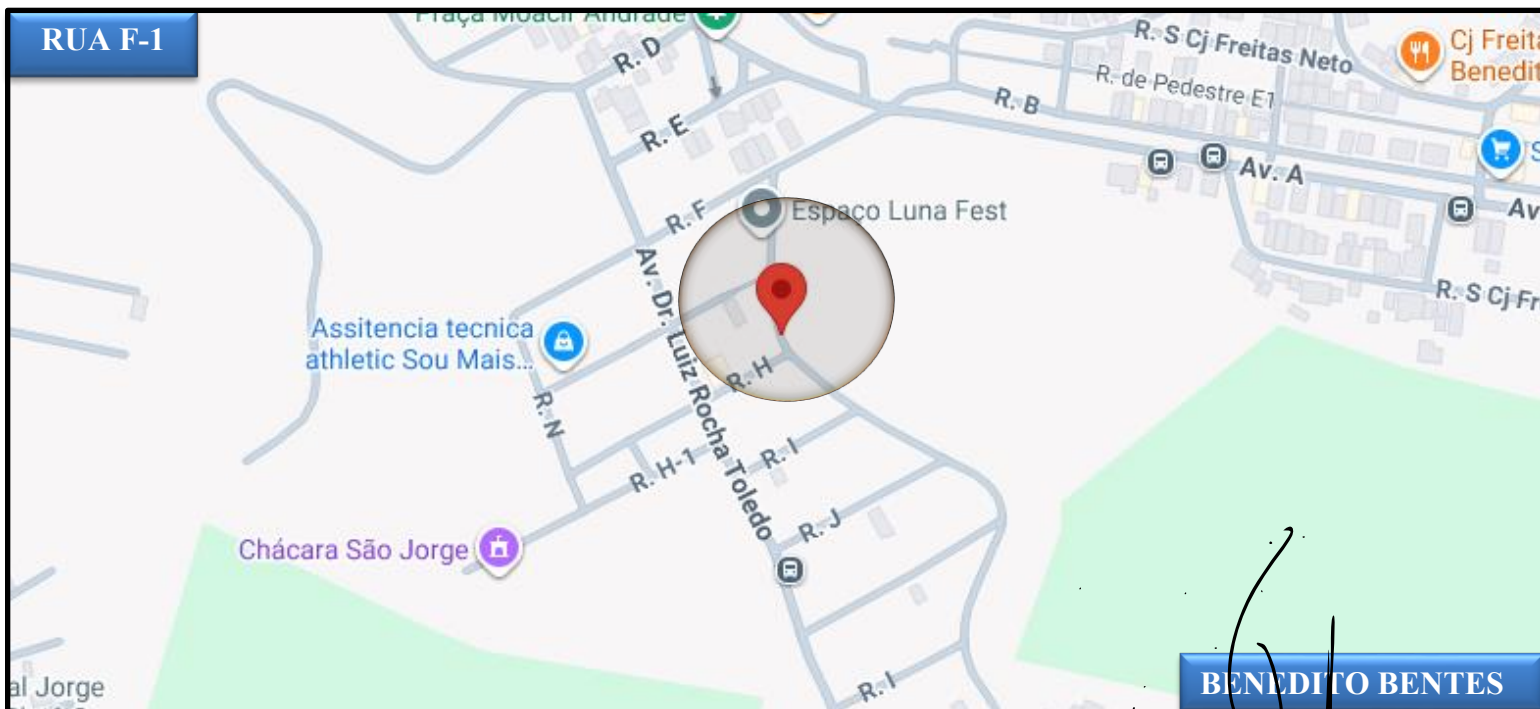 RUA F-1
Praça Moacir Andrade
R. D
R. S Cj Freitas Neto
Cj Freita
Benedit
R. de Pedestre E1
R. B
R. E
S
Av. A
Av
R. F
Espaço Luna Fest
R. S Cj Fr
Av. Dr. Luiz Rocha Toledo
Assitencia tecnica
athletic Sou Mais...
R. H
R. N
R. I
R. H-1
R. J
Chácara São Jorge
al Jorge
R. I
BENEDITO BENTES